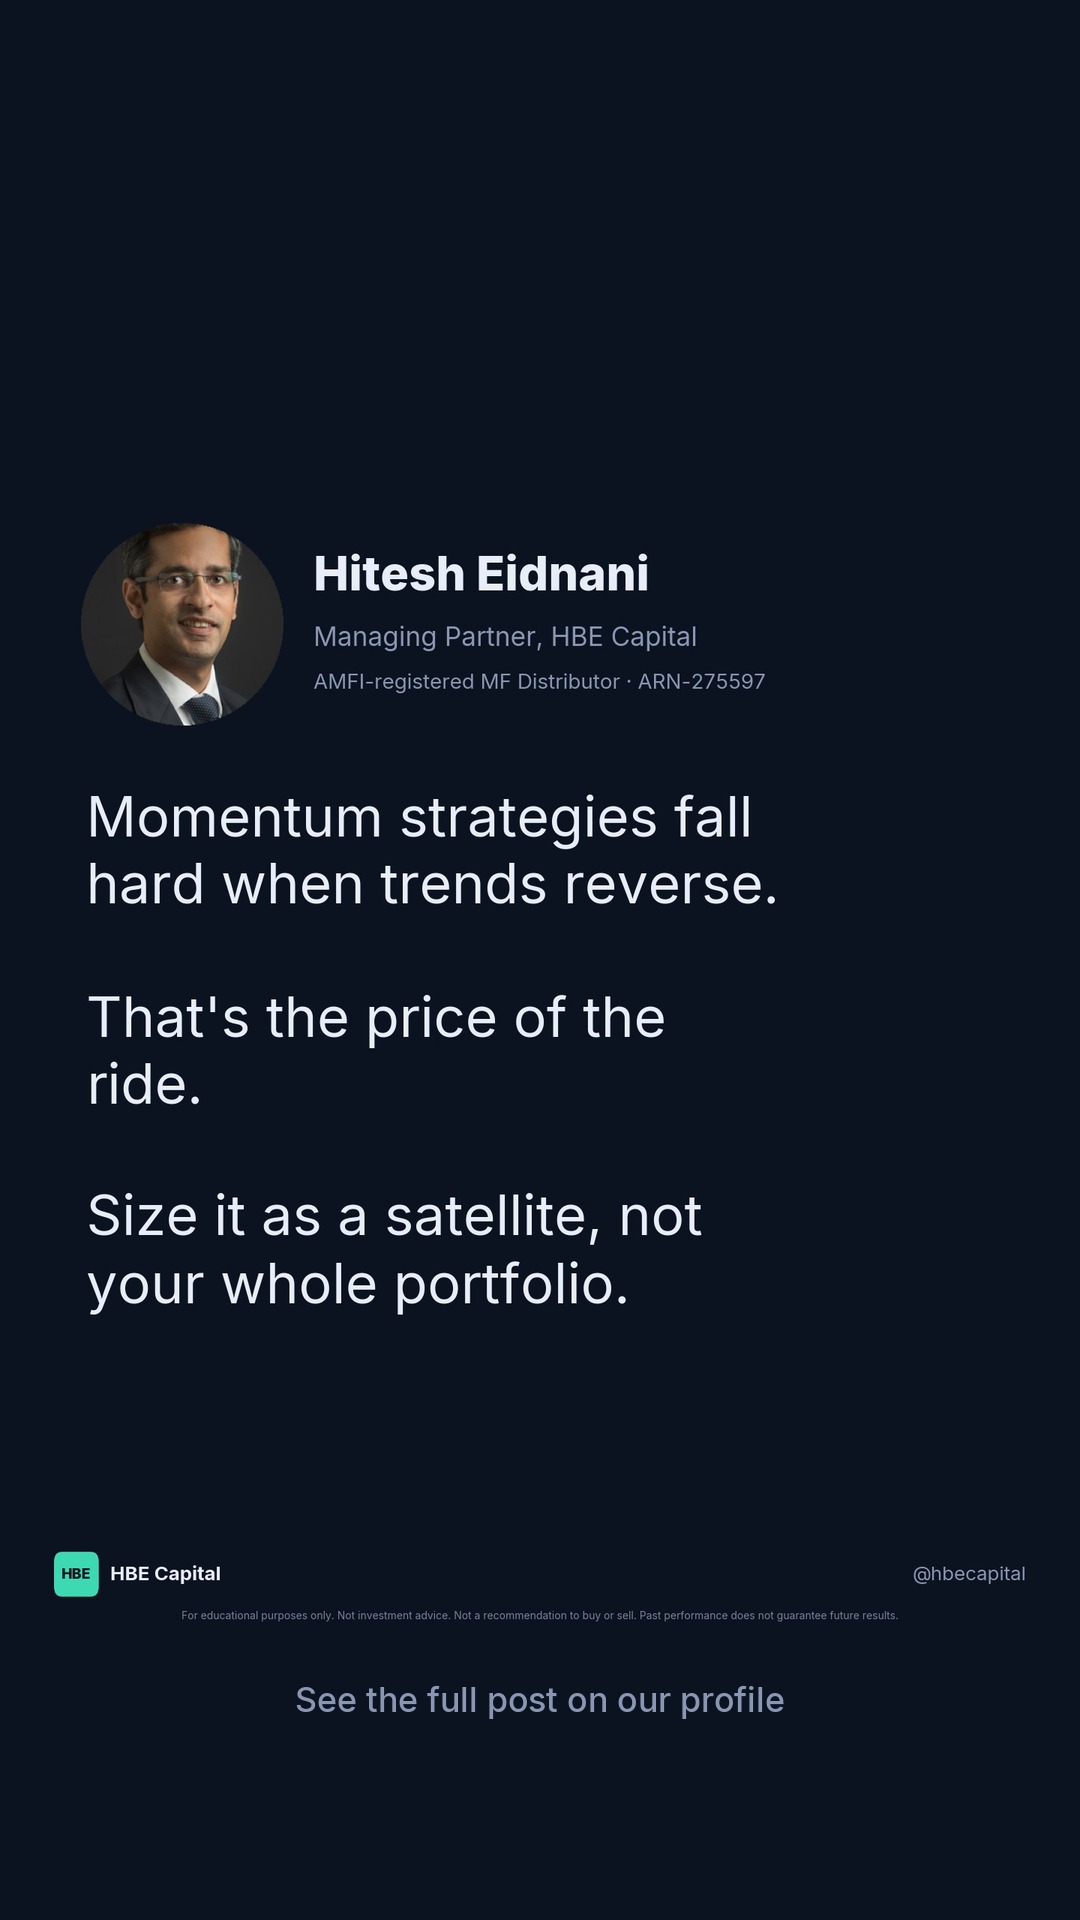 Hitesh Eidnani
Managing Partner, HBE Capital
AMFI-registered MF Distributor · ARN-275597
Momentum strategies fall
hard when trends reverse.
That's the price of the
ride.
Size it as a satellite, not
your whole portfolio.
HBE
HBE Capital
@hbecapital
For educational purposes only. Not investment advice. Not a recommendation to buy or sell. Past performance does not guarantee future results.
See the full post on our profile